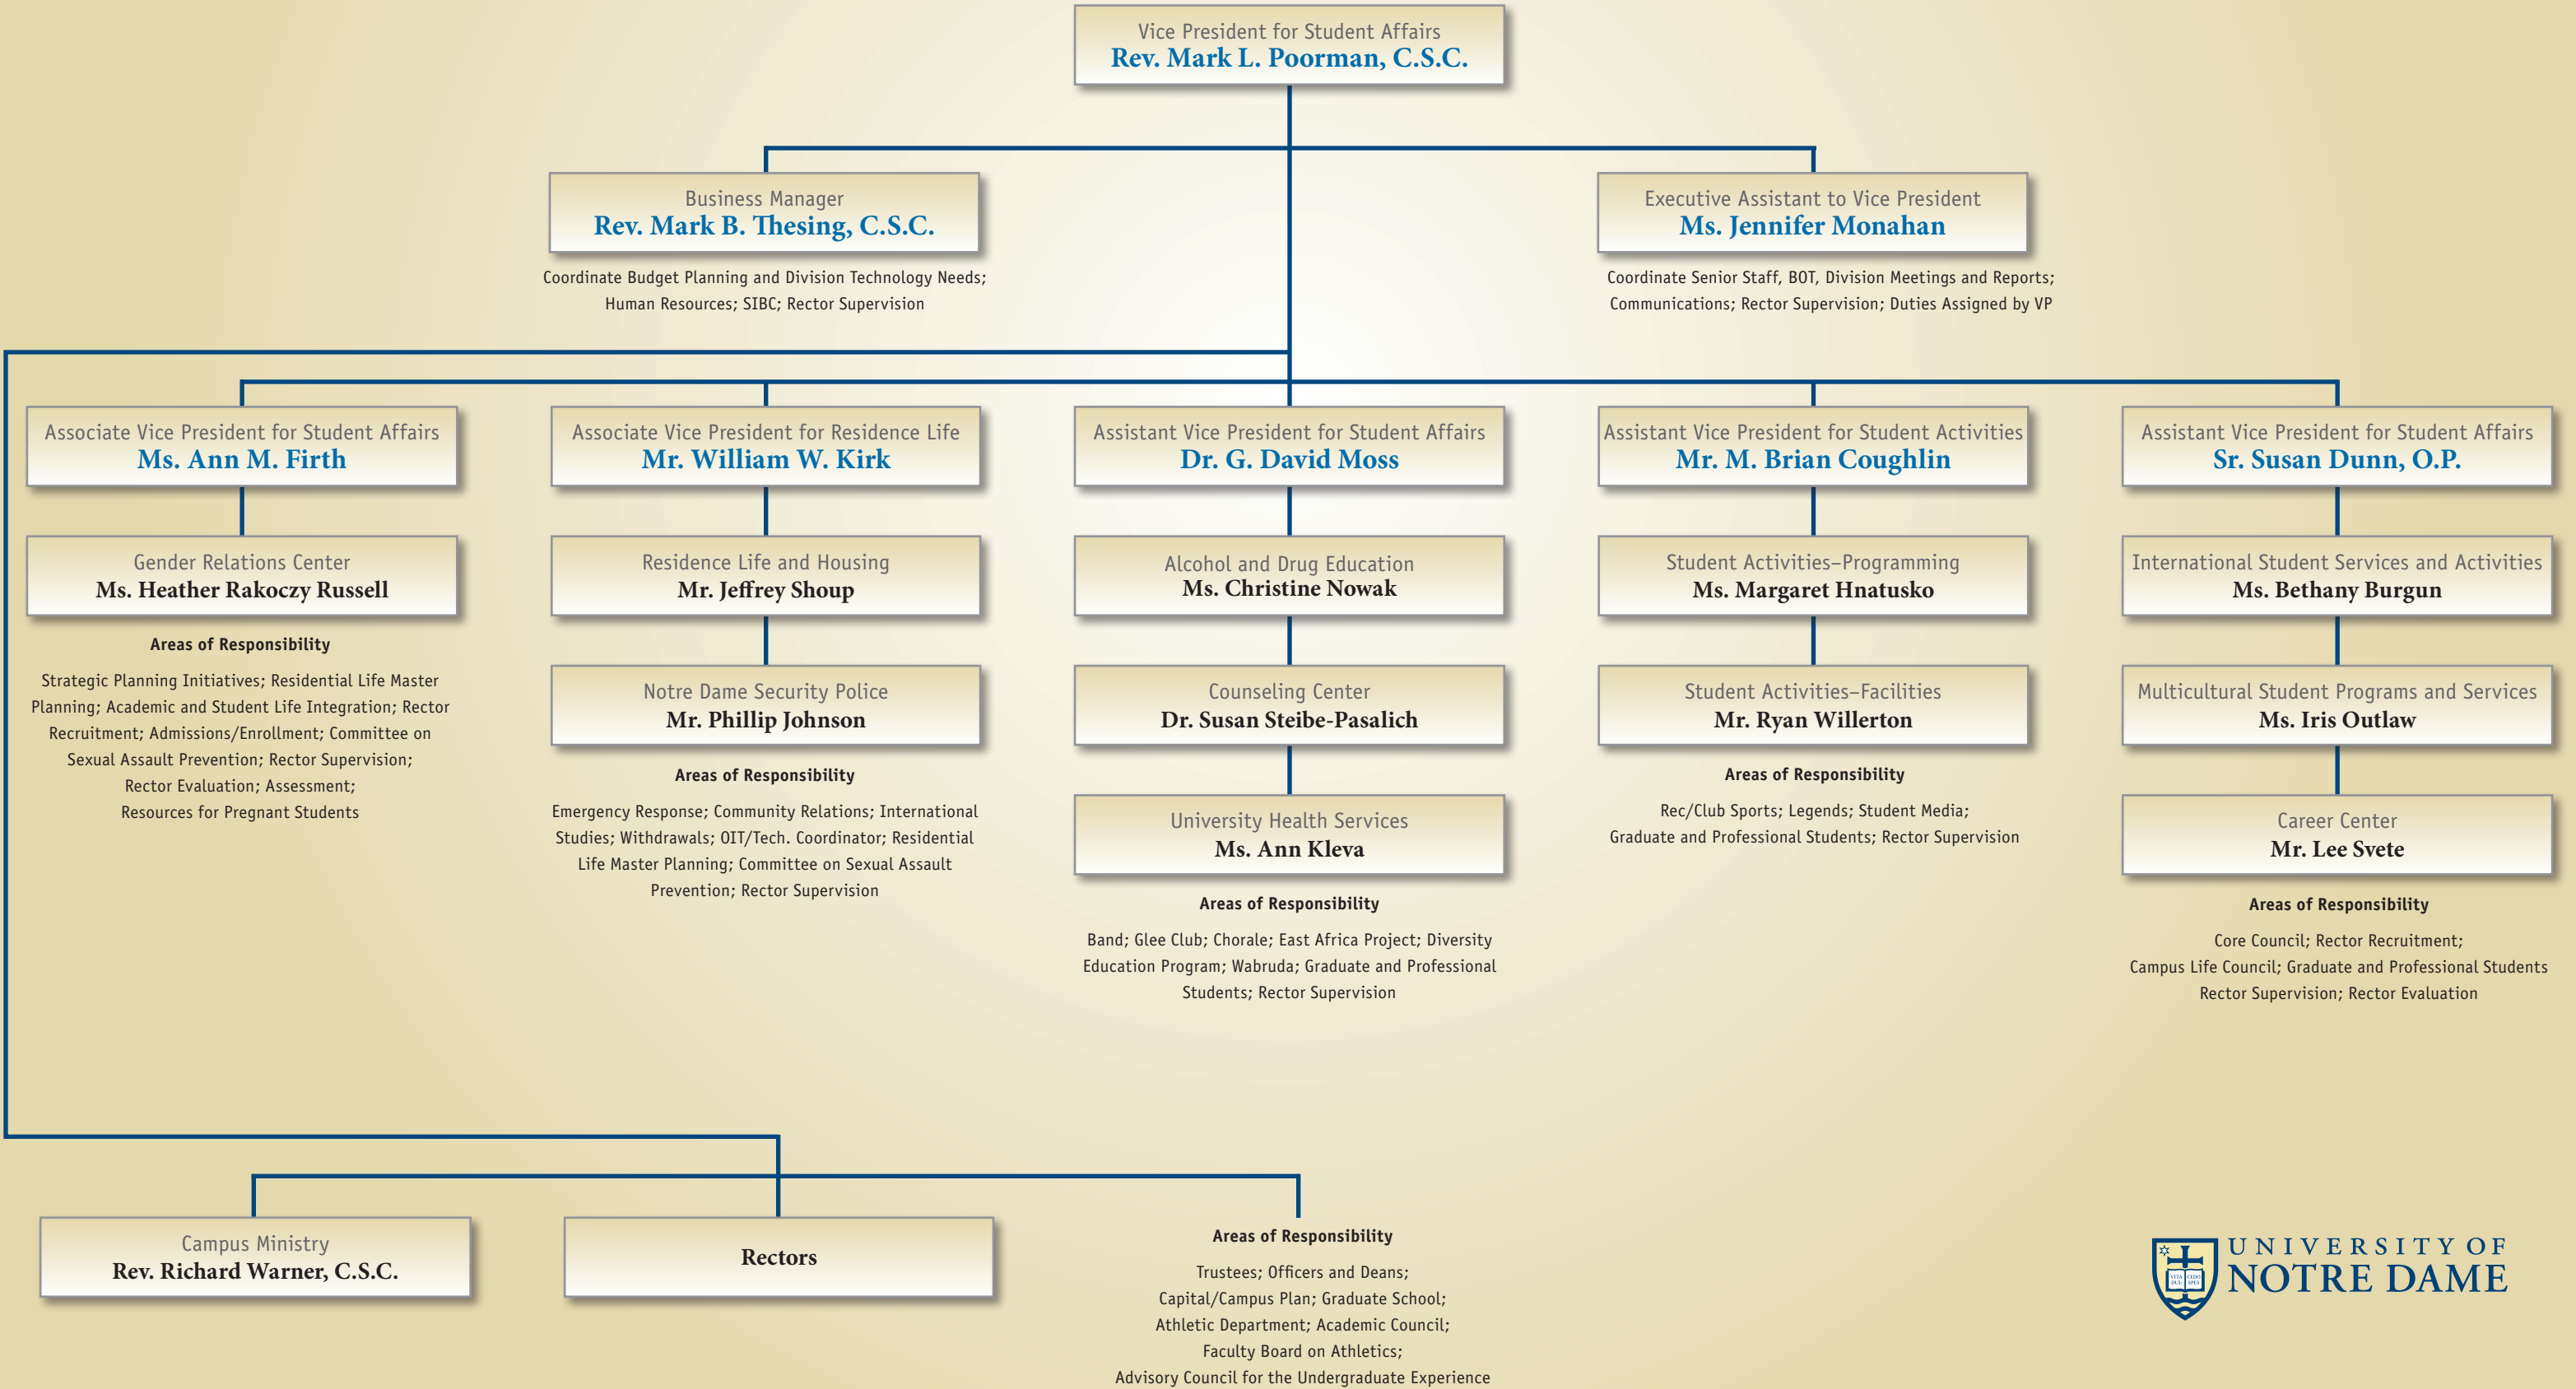 Vice President for Student Affairs
Rev. Mark L. Poorman, C.S.C.
Business Manager
Rev. Mark B. Thesing, C.S.C.
Coordinate Budget Planning and Division Technology Needs;
Human Resources; SIBC; Rector Supervision
Executive Assistant to Vice President
Ms. Jennifer Monahan
Coordinate Senior Staff, BOT, Division Meetings and Reports;
Communications; Rector Supervision; Duties Assigned by VP
Associate Vice President for Student Affairs
Ms. Ann M. Firth
Gender Relations Center
Ms. Heather Rakoczy Russell
Areas of Responsibility
Strategic Planning Initiatives; Residential Life Master
Planning; Academic and Student Life Integration; Rector
Recruitment; Admissions/Enrollment; Committee on
Sexual Assault Prevention; Rector Supervision;
Rector Evaluation; Assessment;
Resources for Pregnant Students
Associate Vice President for Residence Life
Mr. William W. Kirk
Residence Life and Housing
Mr. Jeffrey Shoup
Notre Dame Security Police
Mr. Phillip Johnson
Areas of Responsibility
Emergency Response; Community Relations; International
Studies; Withdrawals; OIT/Tech. Coordinator; Residential
Life Master Planning; Committee on Sexual Assault
Prevention; Rector Supervision
Assistant Vice President for Student Affairs
Dr. G. David Moss
Alcohol and Drug Education
Ms. Christine Nowak
Counseling Center
Dr. Susan Steibe-Pasalich
University Health Services
Ms. Ann Kleva
Areas of Responsibility
Band; Glee Club; Chorale; East Africa Project; Diversity
Education Program; Wabruda; Graduate and Professional
Students; Rector Supervision
Assistant Vice President for Student Activities
Mr. M. Brian Coughlin
Student Activities–Programming
Ms. Margaret Hnatusko
Student Activities–Facilities
Mr. Ryan Willerton
Areas of Responsibility
Rec/Club Sports; Legends; Student Media;
Graduate and Professional Students; Rector Supervision
Assistant Vice President for Student Affairs
Sr. Susan Dunn, O.P.
International Student Services and Activities
Ms. Bethany Burgun
Multicultural Student Programs and Services
Ms. Iris Outlaw
Career Center
Mr. Lee Svete
Areas of Responsibility
Core Council; Rector Recruitment;
Campus Life Council; Graduate and Professional Students
Rector Supervision; Rector Evaluation
Campus Ministry
Rev. Richard Warner, C.S.C.
Rectors
Areas of Responsibility
Trustees; Officers and Deans;
Capital/Campus Plan; Graduate School;
Athletic Department; Academic Council;
Faculty Board on Athletics;
Advisory Council for the Undergraduate Experience
UNIVERSITY OF
NOTRE DAME